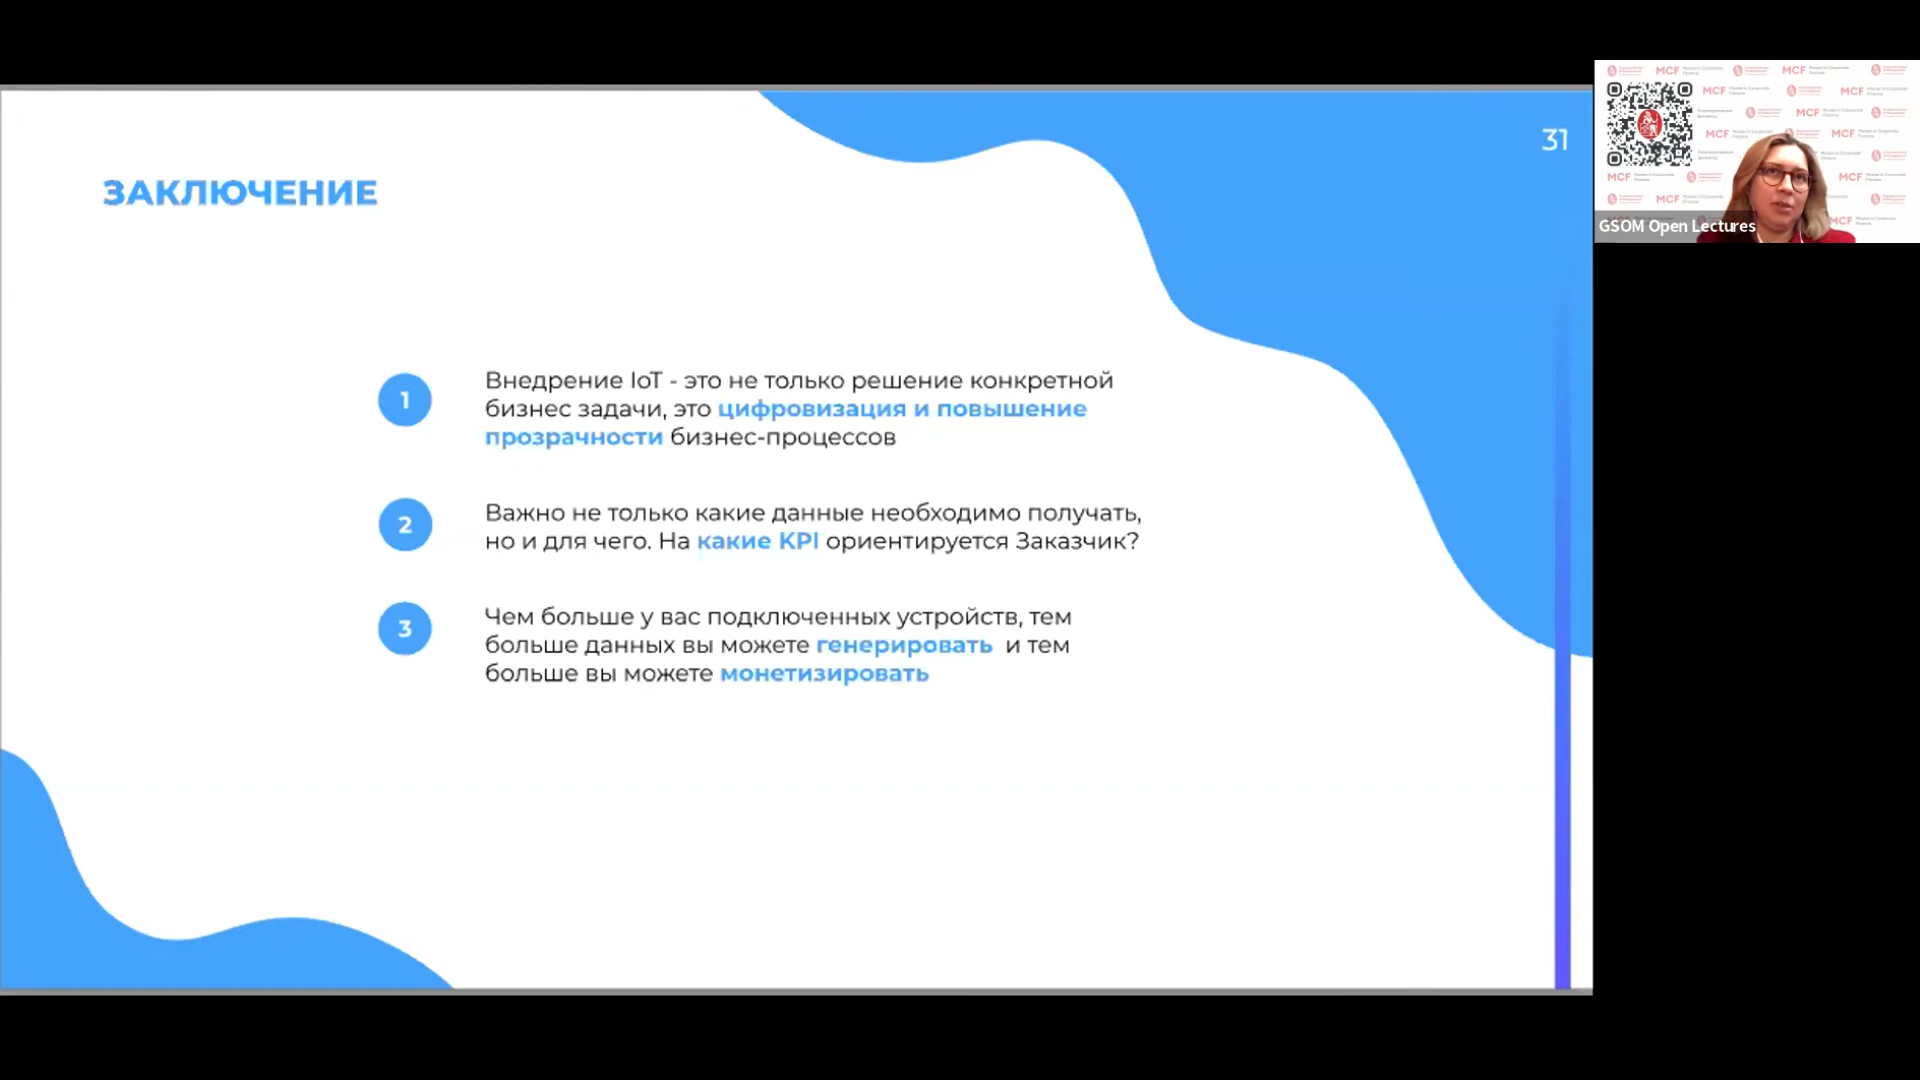 31
ЗАКЛЮЧЕНИЕ
1
Внедрение IoT - это не только решение конкретной
бизнес задачи, это цифровизация и повышение
прозрачности бизнес-процессов
2
Важно не только какие данные необходимо получать,
но и для чего. На какие KPI ориентируется Заказчик?
3
Чем больше у вас подключенных устройств, тем
больше данных вы можете генерировать и тем
больше вы можете монетизировать
MCF
GSOM Open Lectures